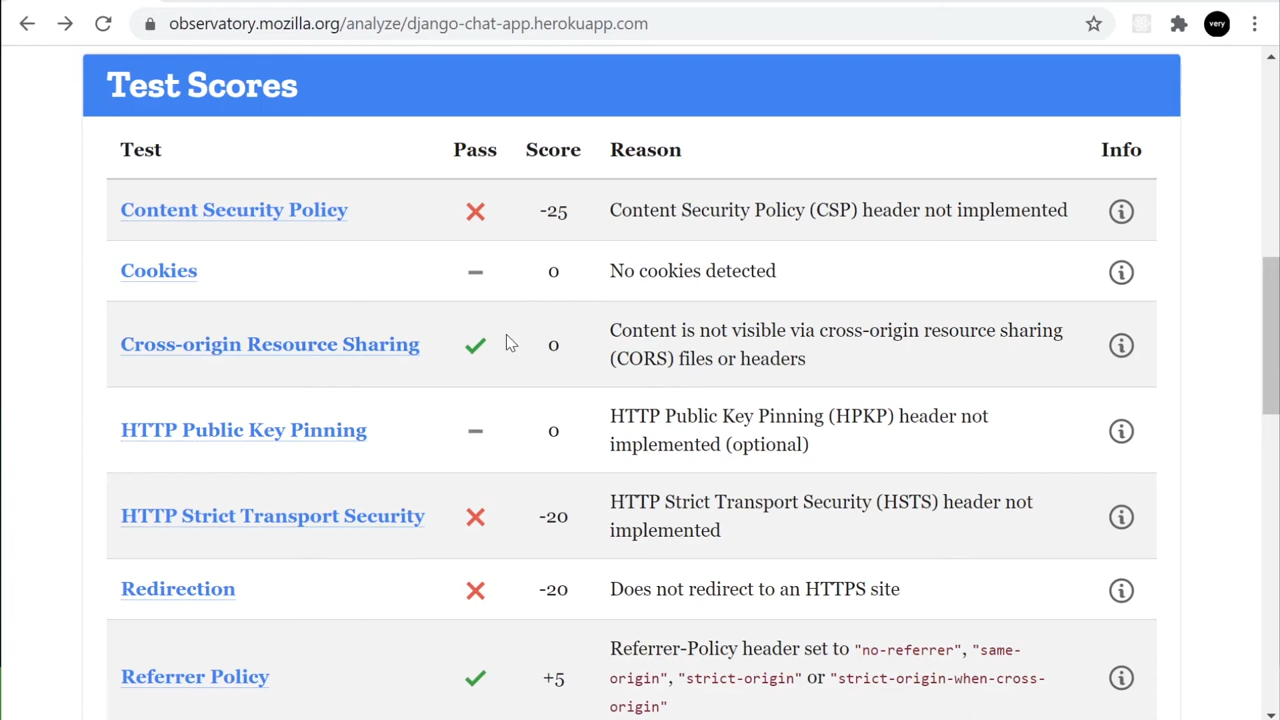 observatory.mozilla.org/analyze/django-chat-app.herokuapp.com
very
Test Scores
Test Pass Score Reason Info
Content Security Policy -25 Content Security Policy (CSP) header not implemented
Cookies 0 No cookies detected
Cross-origin Resource Sharing 0 Content is not visible via cross-origin resource sharing
(CORS) files or headers
HTTP Public Key Pinning 0 HTTP Public Key Pinning (HPKP) header not
implemented (optional)
HTTP Strict Transport Security -20 HTTP Strict Transport Security (HSTS) header not
implemented
Redirection -20 Does not redirect to an HTTPS site
Referrer Policy +5 Referrer-Policy header set to "no-referrer", "same-
origin", "strict-origin" or "strict-origin-when-cross-
origin"